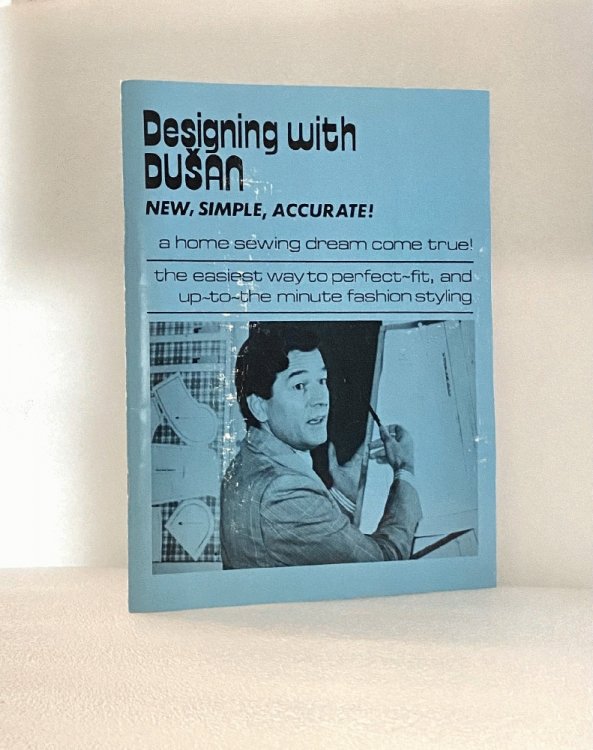 Designing with
DUŠAN
NEW, SIMPLE, ACCURATE!
a home sewing dream come true!
the easiest way to perfect~fit, and
up~to~the minute fashion styling